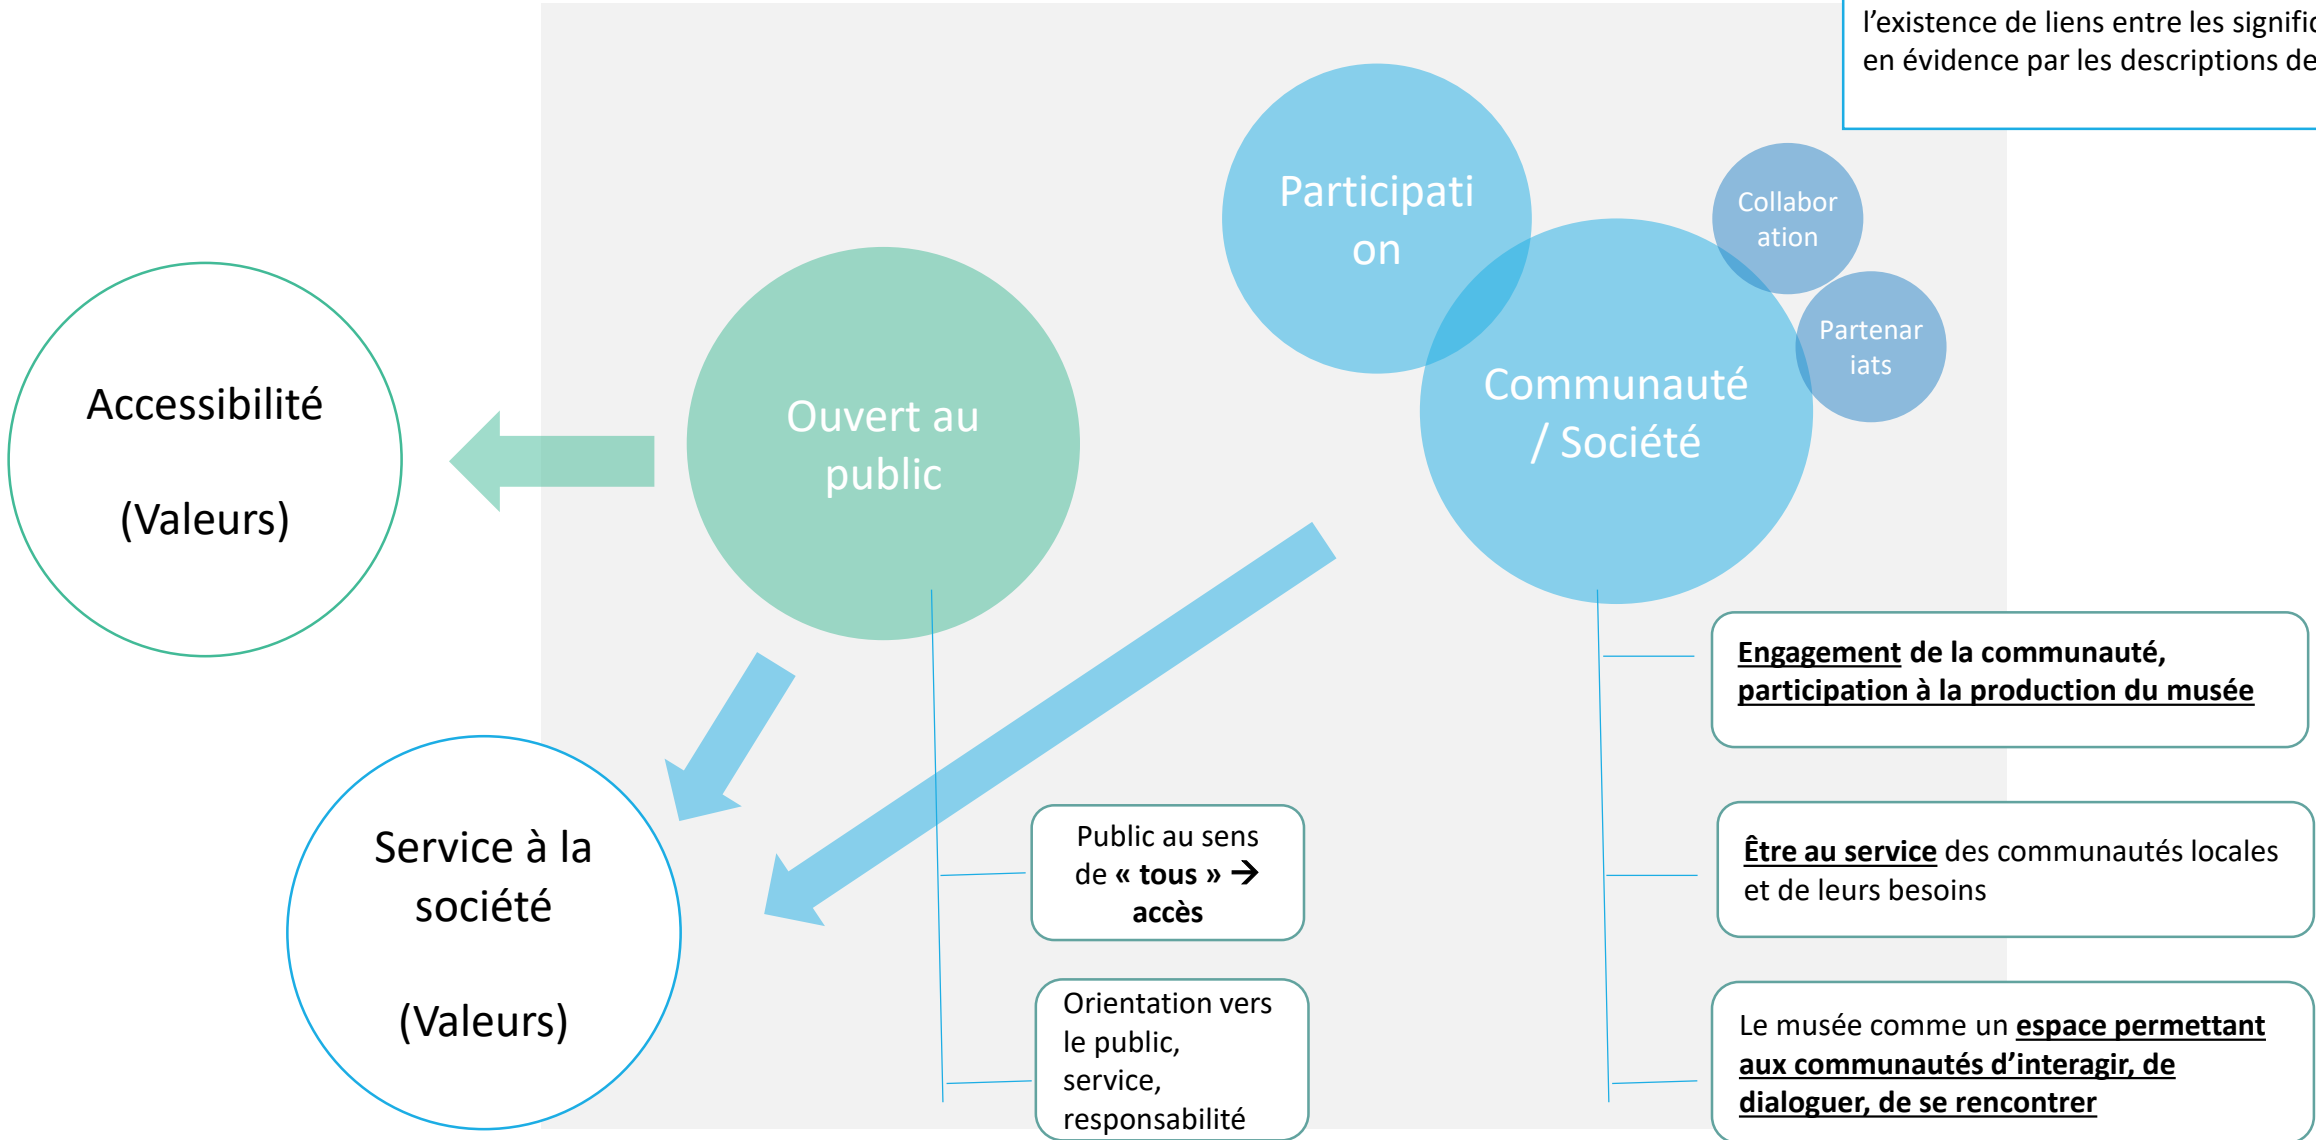 l’existence de liens entre les
en évidence par les descriptions
Participati
on
Collabor
ation
Partenar
iats
Communauté
/ Société
Ouvert au
public
Accessibilité
(Valeurs)
Service à la
société
(Valeurs)
Public au sens
de « tous » →
accès
Orientation vers
le public,
service,
responsabilité
Engagement de la communauté,
participation à la production du musée
Être au service des communautés locales
et de leurs besoins
Le musée comme un espace permettant
aux communautés d’interagir, de
dialoguer, de se rencontrer